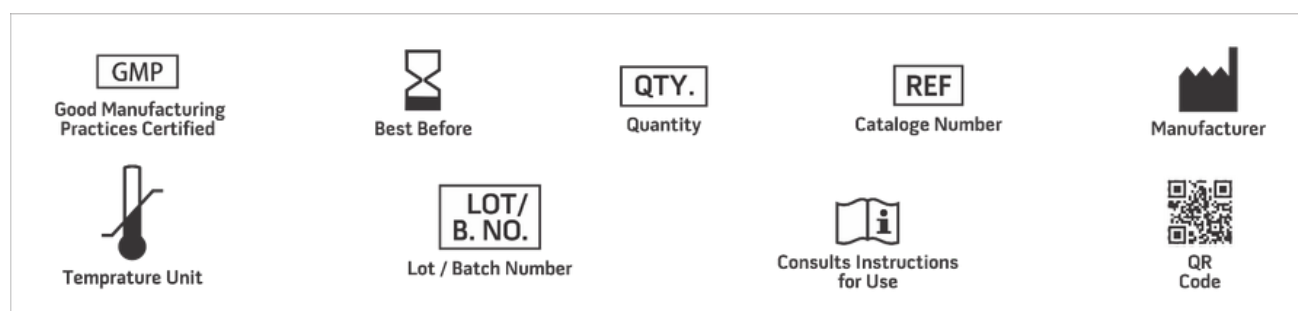 GMP
Good Manufacturing
Practices Certified
Best Before
QTY.
Quantity
REF
Cataloge Number
Manufacturer
Temprature Unit
LOT/
B. NO.
Lot / Batch Number
i
Consults Instructions
for Use
QR
Code